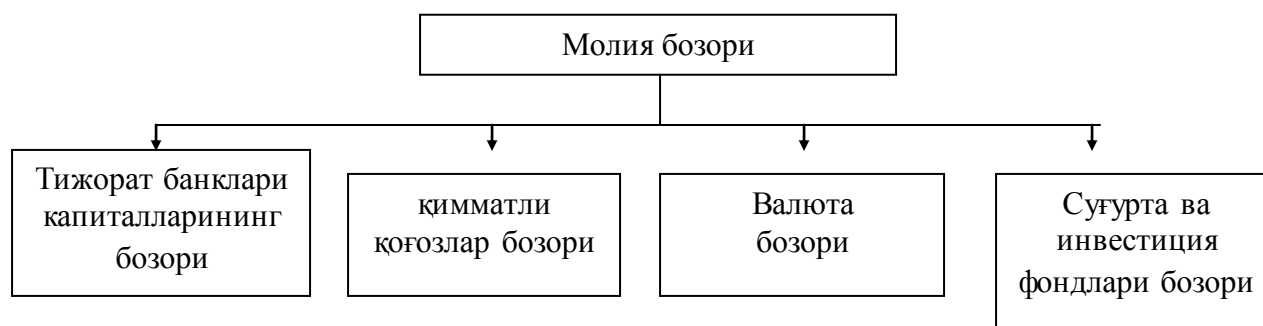 Молия бозори
Тижорат банклари
капиталларининг
бозори
қимматли
қоғозлар бозори
Валюта
бозори
Суғурта ва
инвестиция
фондлари бозори